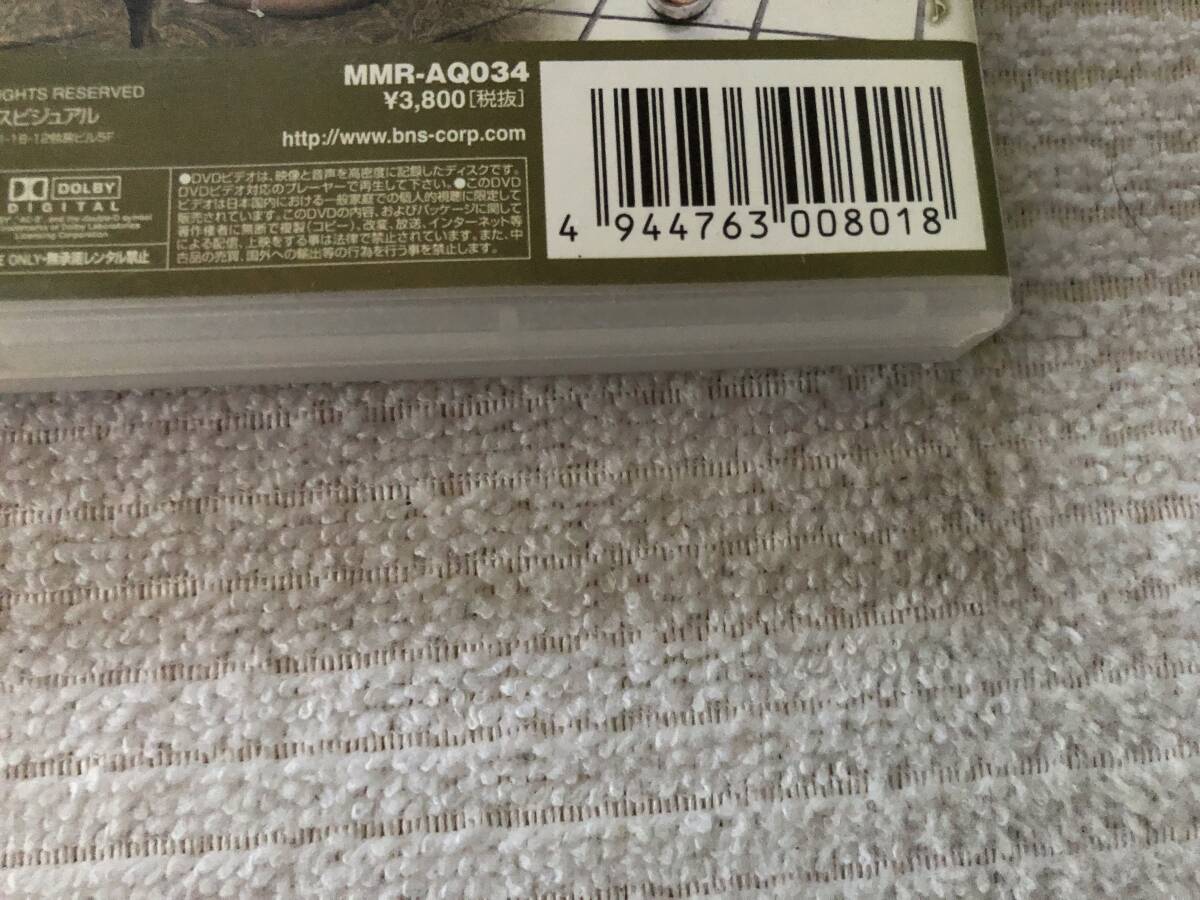 MMR-AQ034
¥3,800[税抜]
http://www.bns-corp.com
RIGHTS RESERVED
スビジュアル
DOLBY
DIGITAL
●DVDビデオは、映像と音声を高密度に記録したディスクです。
DVDビデオ対応のプレーヤーで再生して下さい。●このDVD
ビデオは日本国内における一般家庭での個人的視聴に限定して
販売されています。このDVDの内容、およびパッケージに関して
著作権者に無断で複製(コピー)、改変、放送、インターネット等
による配信、上映をする事は法律で禁止されています。また、中
古品の売買、国外への輸出等の行為を行う事を禁止します。
ONLY・無承諾レンタル禁止
4 944763 008018